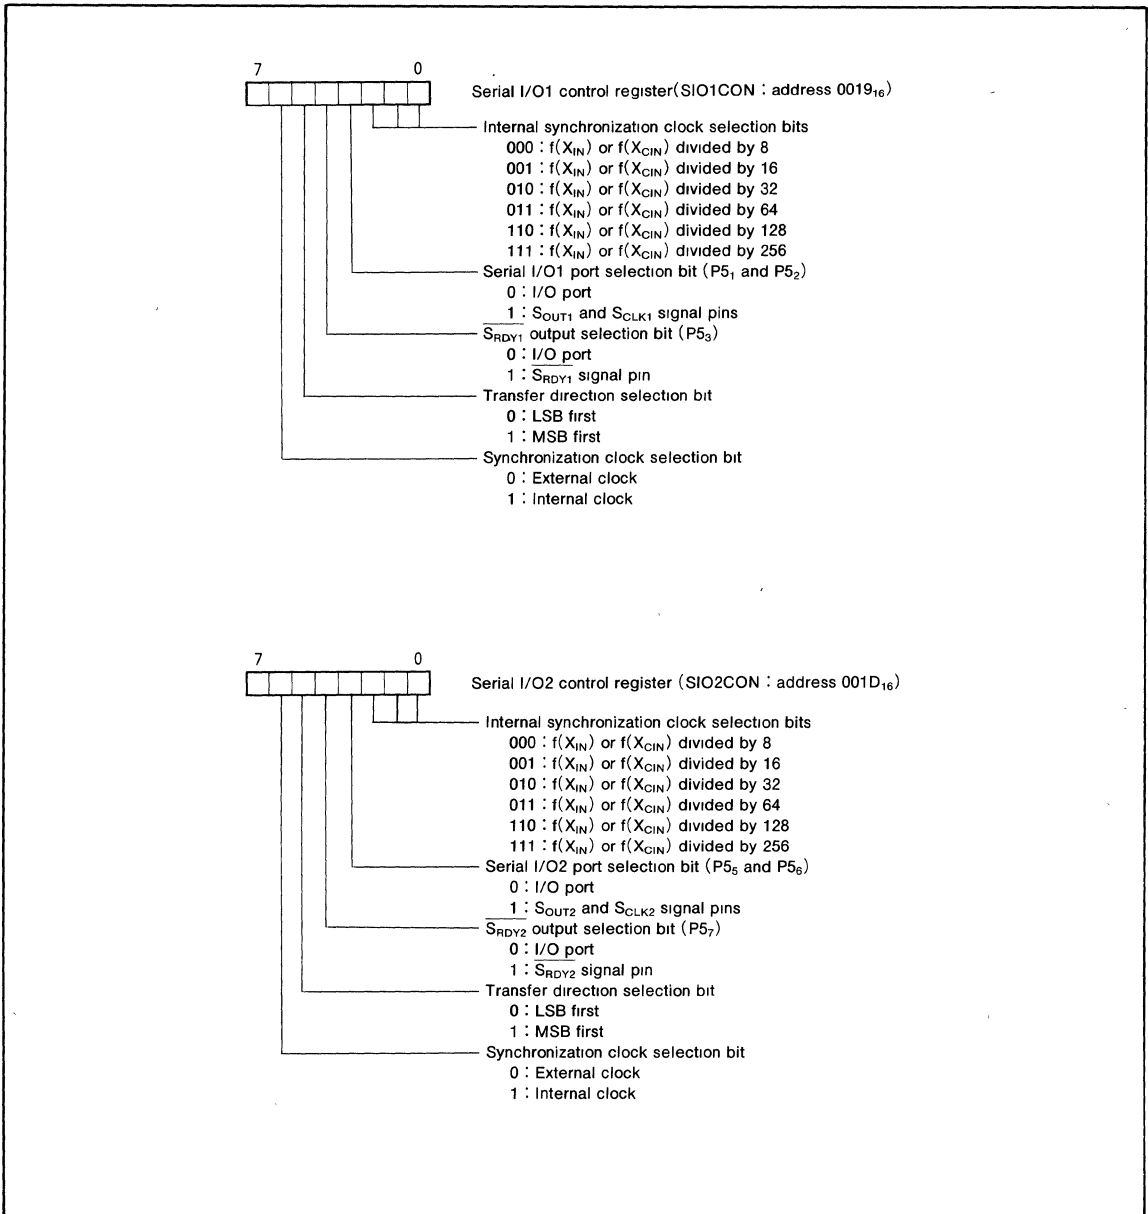 7 0
Serial I/O1 control register(SIO1CON : address 0019₁₆)
Internal synchronization clock selection bits
000 : f(X_IN) or f(X_CIN) divided by 8
001 : f(X_IN) or f(X_CIN) divided by 16
010 : f(X_IN) or f(X_CIN) divided by 32
011 : f(X_IN) or f(X_CIN) divided by 64
110 : f(X_IN) or f(X_CIN) divided by 128
111 : f(X_IN) or f(X_CIN) divided by 256
Serial I/O1 port selection bit (P5₁ and P5₂)
0 : I/O port
1 : S_OUT1 and S_CLK1 signal pins
S̅_RDY1 output selection bit (P5₃)
0 : I/O port
1 : S̅_RDY1 signal pin
Transfer direction selection bit
0 : LSB first
1 : MSB first
Synchronization clock selection bit
0 : External clock
1 : Internal clock
7 0
Serial I/O2 control register (SIO2CON : address 001D₁₆)
Internal synchronization clock selection bits
000 : f(X_IN) or f(X_CIN) divided by 8
001 : f(X_IN) or f(X_CIN) divided by 16
010 : f(X_IN) or f(X_CIN) divided by 32
011 : f(X_IN) or f(X_CIN) divided by 64
110 : f(X_IN) or f(X_CIN) divided by 128
111 : f(X_IN) or f(X_CIN) divided by 256
Serial I/O2 port selection bit (P5₅ and P5₆)
0 : I/O port
1 : S_OUT2 and S_CLK2 signal pins
S̅_RDY2 output selection bit (P5₇)
0 : I/O port
1 : S̅_RDY2 signal pin
Transfer direction selection bit
0 : LSB first
1 : MSB first
Synchronization clock selection bit
0 : External clock
1 : Internal clock